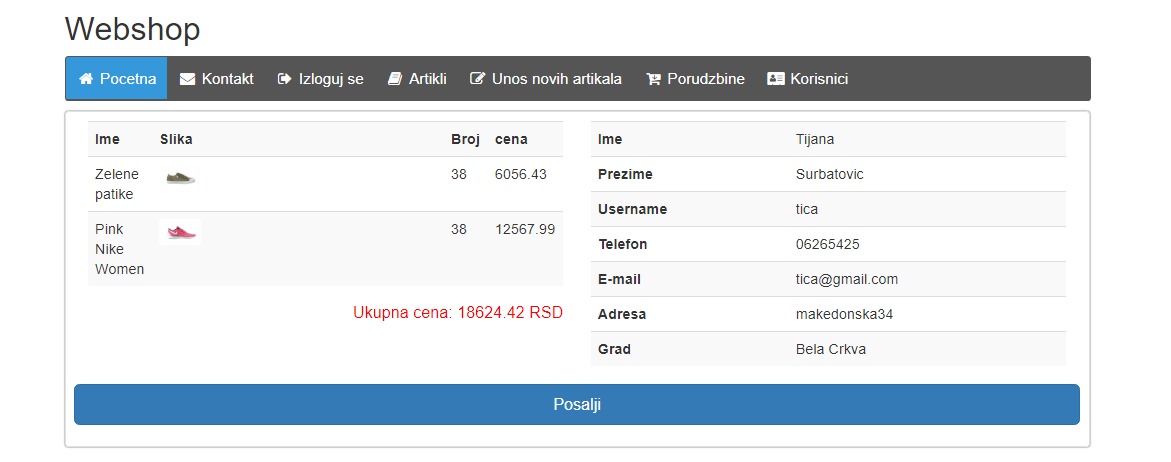 Webshop
Pocetna Kontakt Izloguj se Artikli Unos novih artikala Porudzbine Korisnici
Ime Slika Broj cena
Zelene patike 38 6056.43
Pink Nike Women 38 12567.99
Ukupna cena: 18624.42 RSD
Ime Tijana
Prezime Surbatovic
Username tica
Telefon 06265425
E-mail tica@gmail.com
Adresa makedonska34
Grad Bela Crkva
Posalji